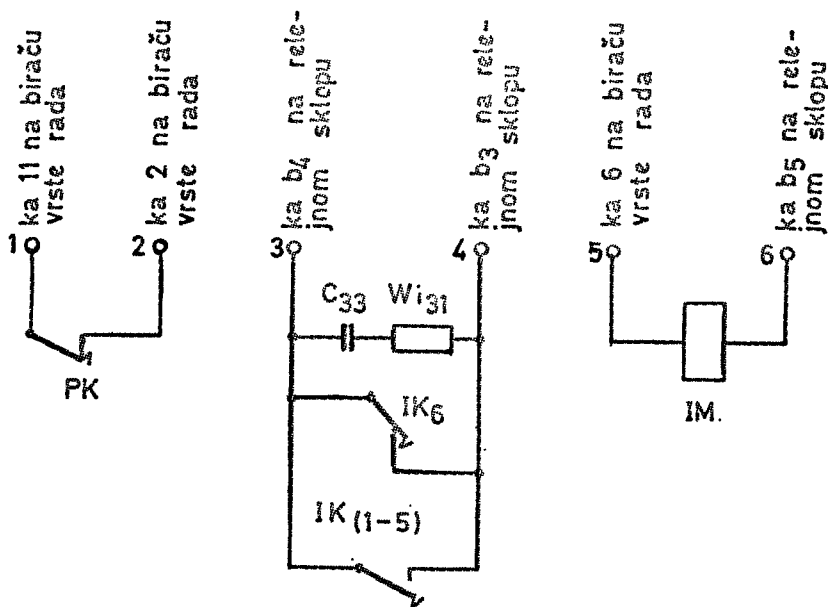 ka 11 na biraču
vrste rada
ka 2 na biraču
vrste rada
ka b4 na rele-
jnom sklopu
ka b3 na rele-
jnom sklopu
ka 6 na biraču
vrste rada
ka b5 na rele-
jnom sklopu
1
2
3
4
5
6
C33
Wi31
PK
IK6
IM.
IK(1-5)